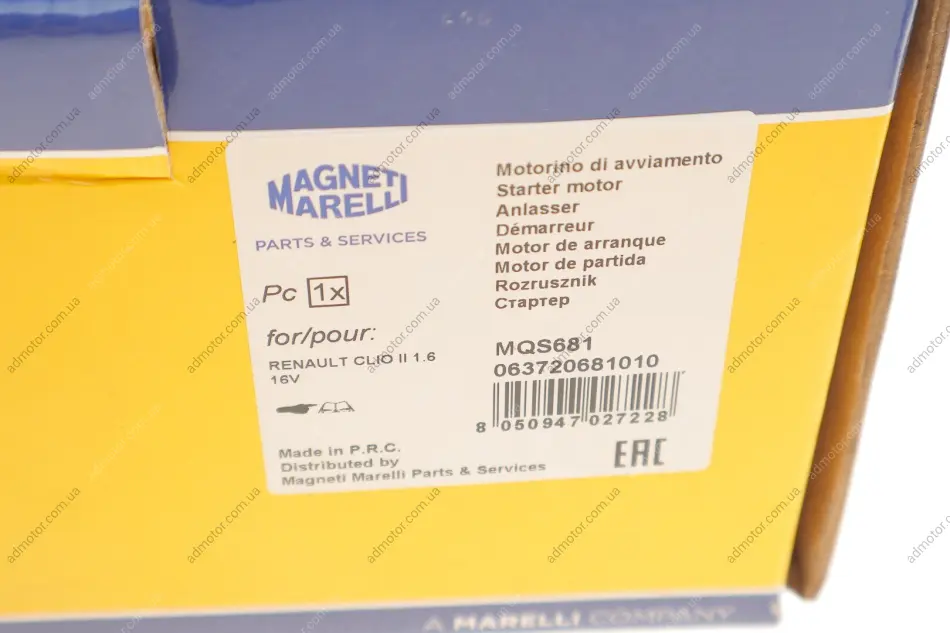 MAGNETI
MARELLI
PARTS & SERVICES
Pc 1x
for/pour:
RENAULT CLIO II 1.6
16V
Made in P.R.C.
Distributed by
Magneti Marelli Parts & Services
Motorino di avviamento
Starter motor
Anlasser
Démarreur
Motor de arranque
Motor de partida
Rozrusznik
Стартер
MQS681
063720681010
8 050947 027228
EAC
A MARELLI COMPANY
admotor.com.ua